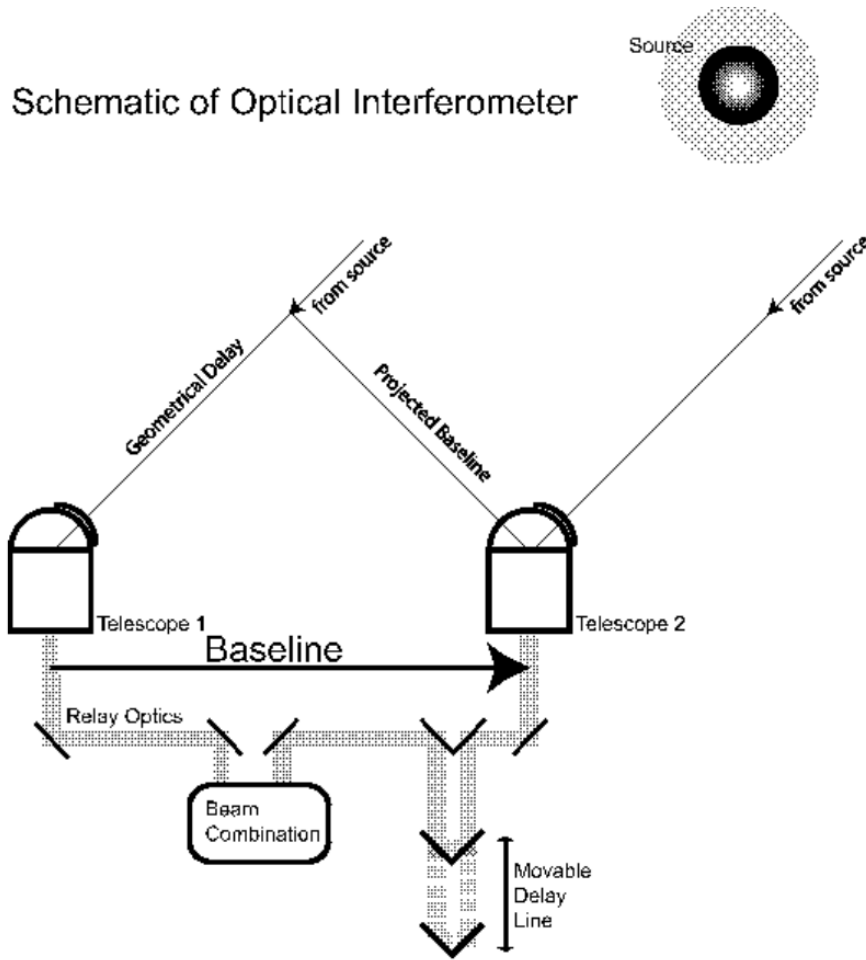 Source
Schematic of Optical Interferometer
from source
from source
Geometrical Delay
Projected Baseline
Telescope 1
Telescope 2
Baseline
Relay Optics
Beam
Combination
Movable
Delay
Line